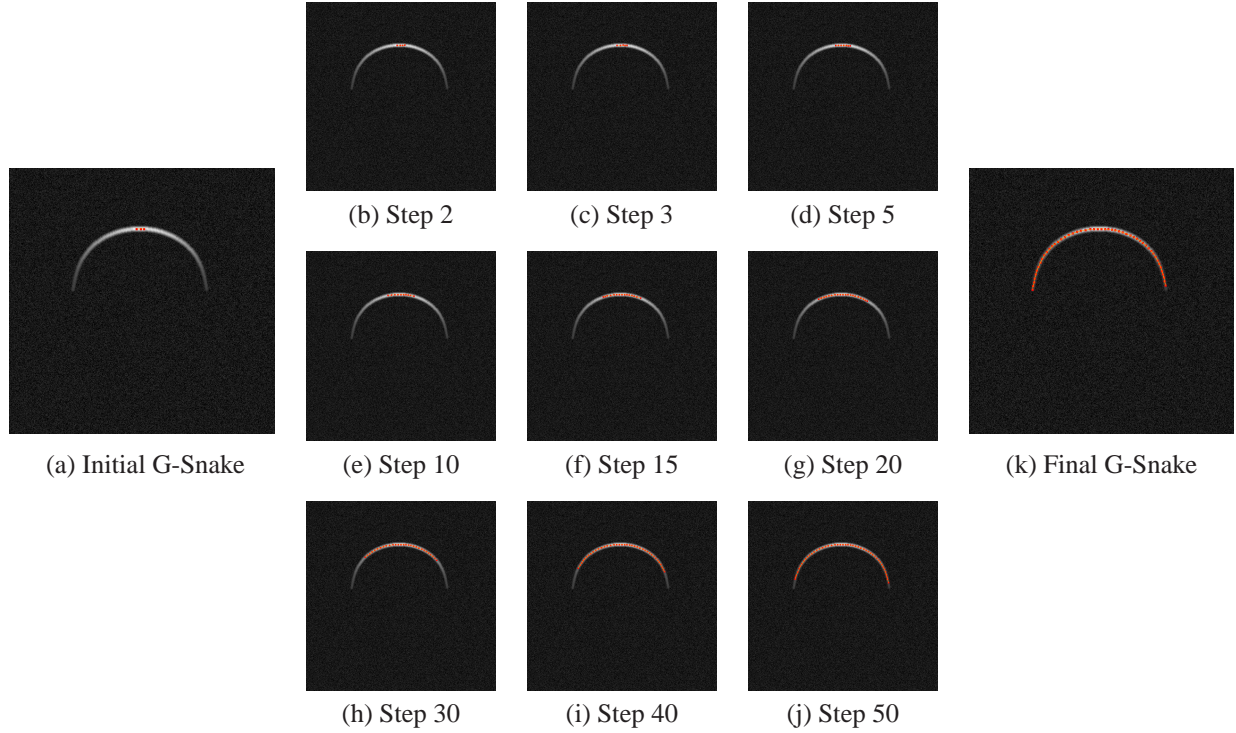 (b) Step 2
(c) Step 3
(d) Step 5
(a) Initial G-Snake
(e) Step 10
(f) Step 15
(g) Step 20
(k) Final G-Snake
(h) Step 30
(i) Step 40
(j) Step 50